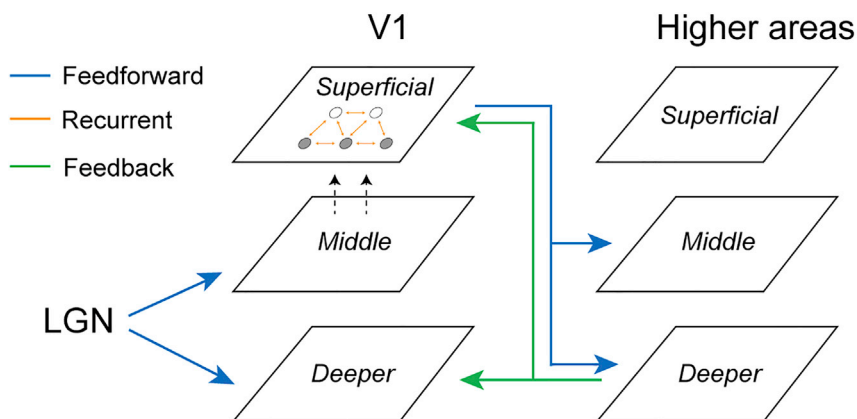 V1
Higher areas
Feedforward
Recurrent
Feedback
Superficial
Superficial
Middle
Middle
LGN
Deeper
Deeper